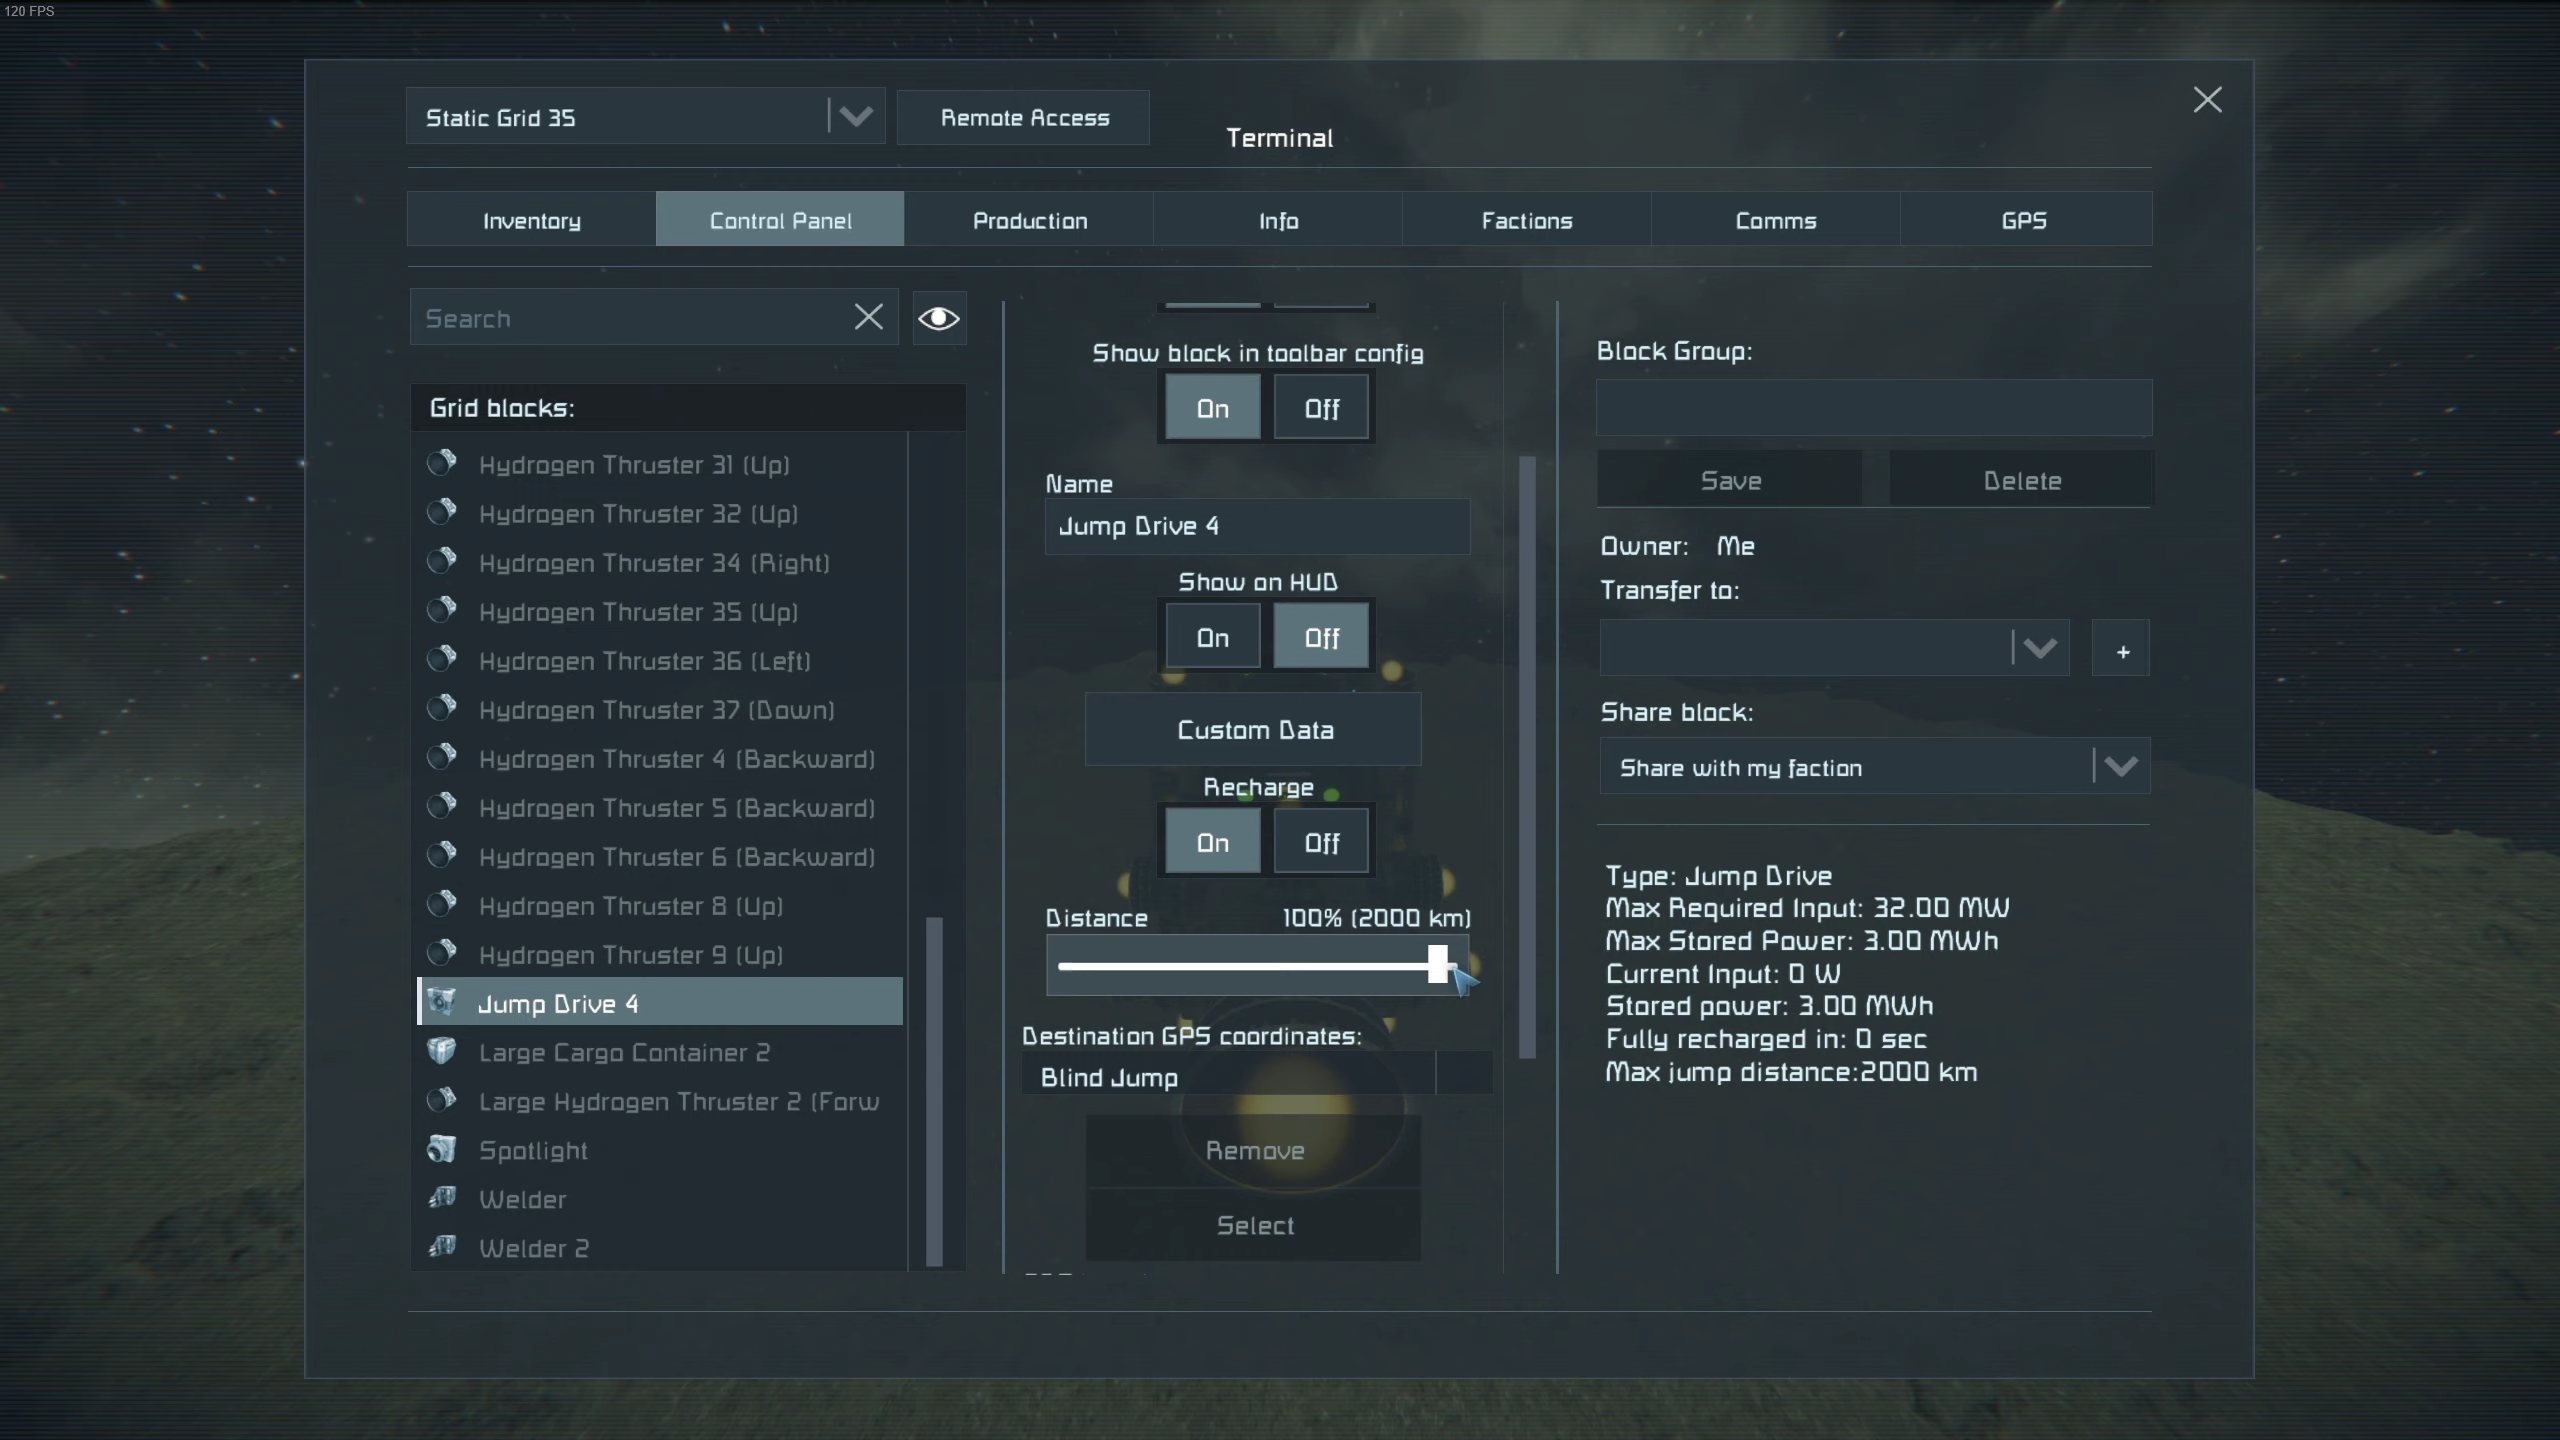 120 FPS
Static Grid 35
Remote Access
Terminal
Inventory
Control Panel
Production
Info
Factions
Comms
GPS
Search
Grid blocks:
Hydrogen Thruster 31 (Up)
Hydrogen Thruster 32 (Up)
Hydrogen Thruster 34 (Right)
Hydrogen Thruster 35 (Up)
Hydrogen Thruster 36 (Left)
Hydrogen Thruster 37 (Down)
Hydrogen Thruster 4 (Backward)
Hydrogen Thruster 5 (Backward)
Hydrogen Thruster 6 (Backward)
Hydrogen Thruster 8 (Up)
Hydrogen Thruster 9 (Up)
Jump Drive 4
Large Cargo Container 2
Large Hydrogen Thruster 2 (Forw
Spotlight
Welder
Welder 2
Show block in toolbar config
On Off
Name
Jump Drive 4
Show on HUD
On Off
Custom Data
Recharge
On Off
Distance 100% (2000 km)
Destination GPS coordinates:
Blind Jump
Remove
Select
Block Group:
Save Delete
Owner: Me
Transfer to:
+
Share block:
Share with my faction
Type: Jump Drive
Max Required Input: 32.00 MW
Max Stored Power: 3.00 MWh
Current Input: 0 W
Stored power: 3.00 MWh
Fully recharged in: 0 sec
Max jump distance:2000 km